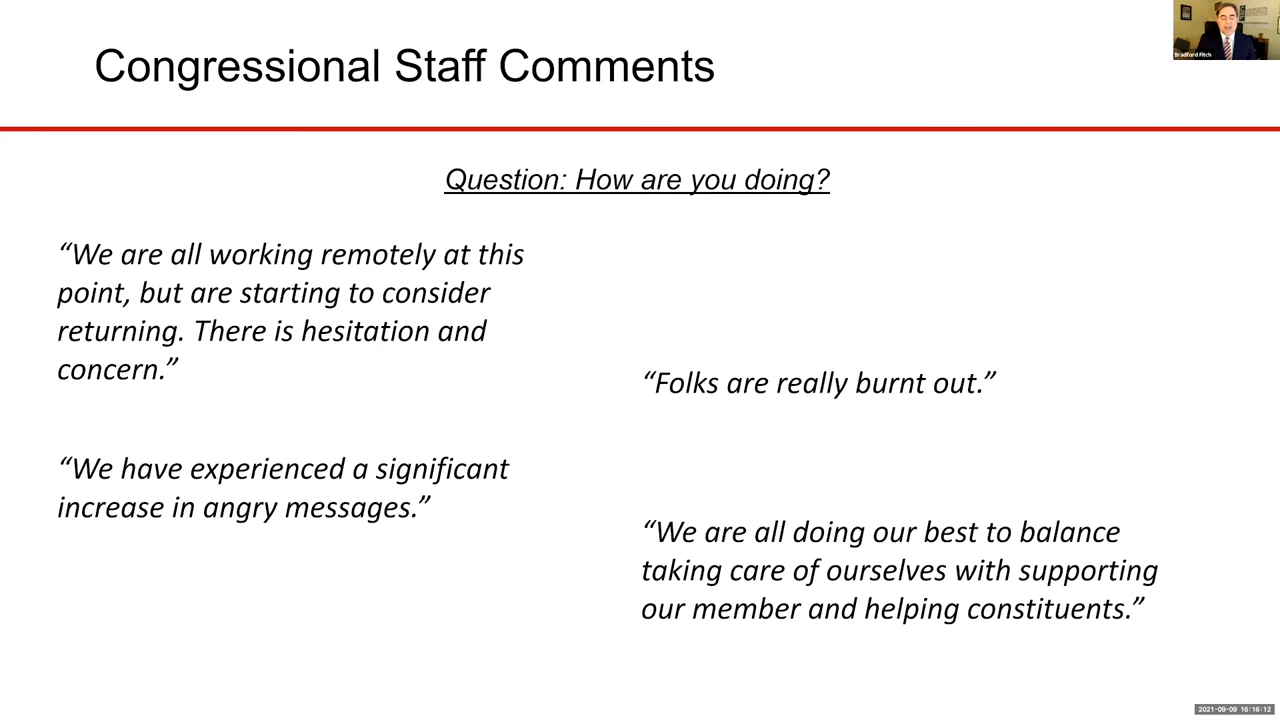 Congressional Staff Comments
Bradford Fitch
Question: How are you doing?
“We are all working remotely at this
point, but are starting to consider
returning. There is hesitation and
concern.”
“Folks are really burnt out.”
“We have experienced a significant
increase in angry messages.”
“We are all doing our best to balance
taking care of ourselves with supporting
our member and helping constituents.”
2021-09-09 16:16:12